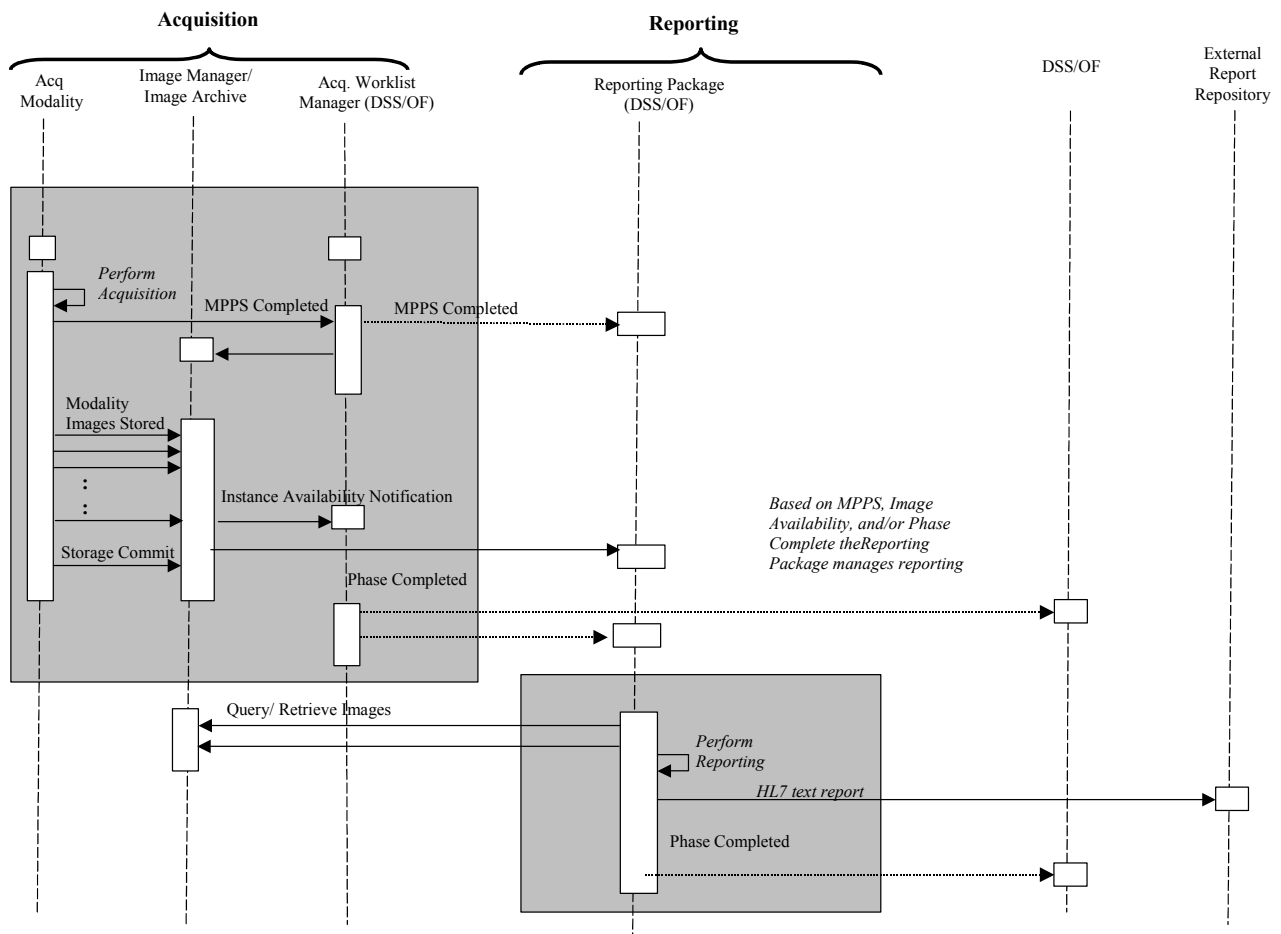 Acquisition
Reporting
Acq
Modality
Image Manager/
Image Archive
Acq. Worklist
Manager (DSS/OF)
Reporting Package
(DSS/OF)
DSS/OF
External
Report
Repository
Perform
Acquisition
MPPS Completed
MPPS Completed
Modality
Images Stored
:
:
Instance Availability Notification
Based on MPPS, Image
Availability, and/or Phase
Complete theReporting
Package manages reporting
Storage Commit
Phase Completed
Query/ Retrieve Images
Perform
Reporting
HL7 text report
Phase Completed